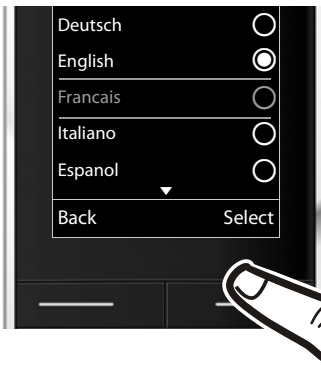 Deutsch
English
Francais
Italiano
Espanol
Back Select